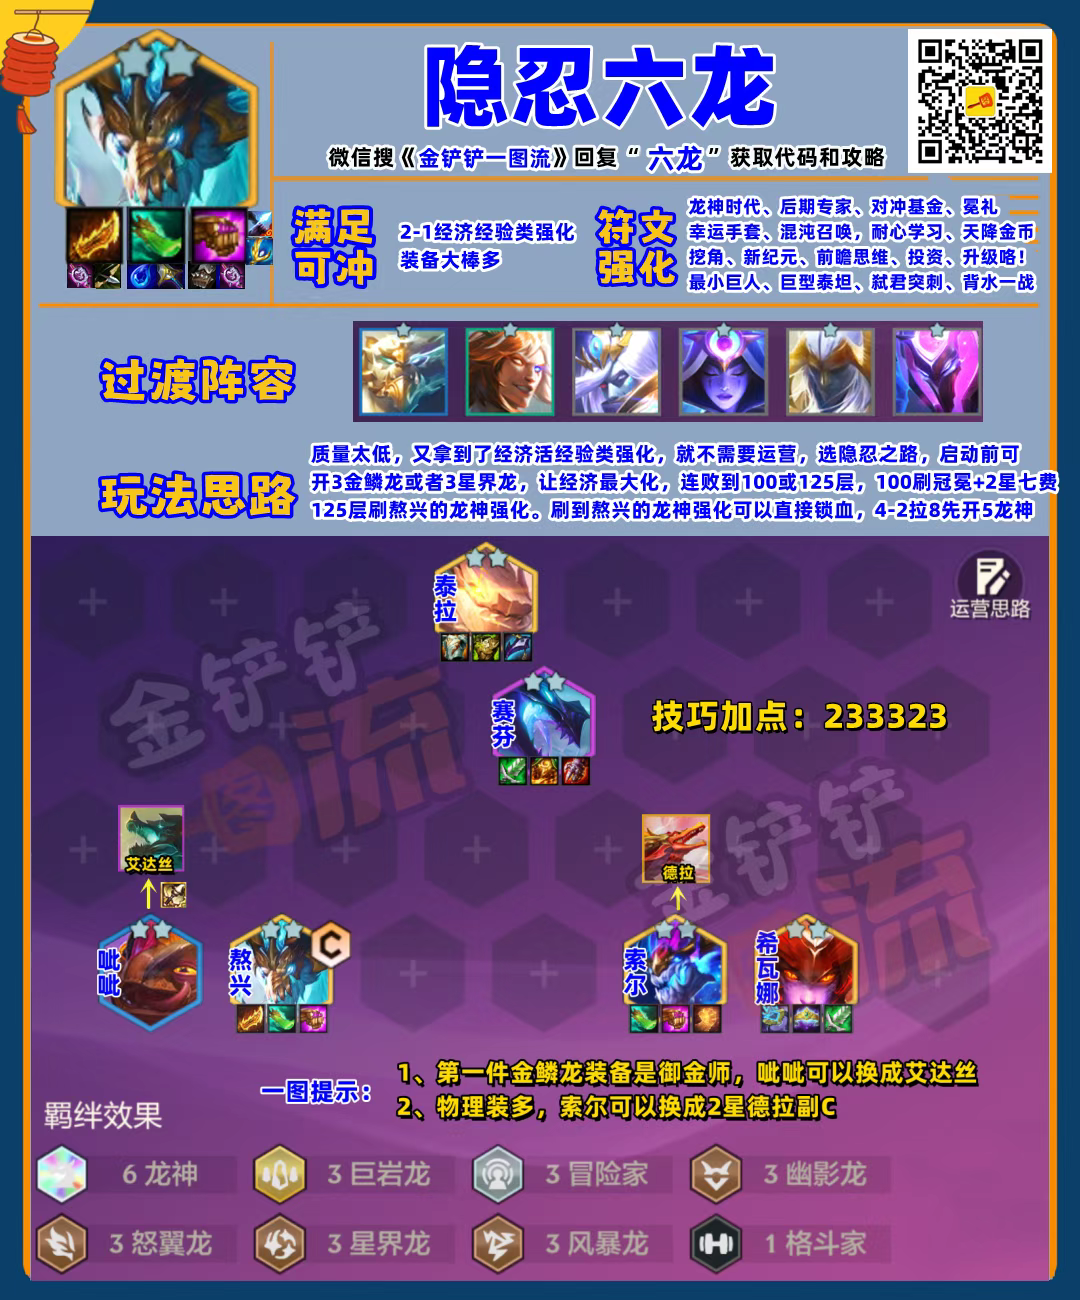 隐忍六龙
微信搜《金铲铲一图流》回复“六龙”获取代码和攻略
满足
可冲
2-1经济经验类强化
装备大棒多
符文
强化
龙神时代、后期专家、对冲基金、冕礼
幸运手套、混沌召唤，耐心学习、天降金币
挖角、新纪元、前瞻思维、投资、升级咯！
最小巨人、巨型泰坦、弑君突刺、背水一战
过渡阵容
玩法思路
质量太低，又拿到了经济活经验类强化，就不需要运营，选隐忍之路，启动前可
开3金鳞龙或者3星界龙，让经济最大化，连败到100或125层，100刷冠冕+2星七费
125层刷熬兴的龙神强化。刷到熬兴的龙神强化可以直接锁血，4-2拉8先开5龙神
泰拉
运营思路
赛芬
技巧加点：233323
金铲铲
一图流
艾达丝
德拉
金铲铲
流
呲呲
熬兴
C
索尔
希瓦娜
一图提示：
1、第一件金鳞龙装备是御金师，呲呲可以换成艾达丝
2、物理装多，索尔可以换成2星德拉副C
羁绊效果
6 龙神
3 巨岩龙
3 冒险家
3 幽影龙
3 怒翼龙
3 星界龙
3 风暴龙
1 格斗家